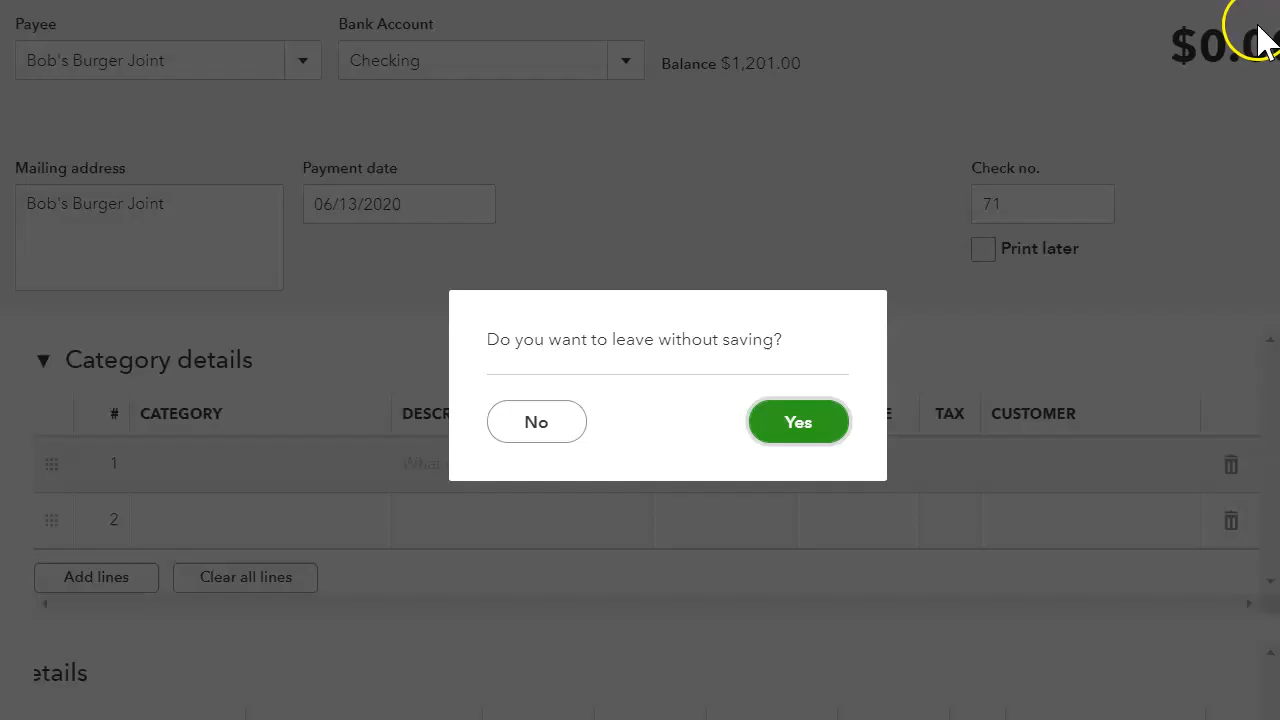 Payee
Bank Account
Bob's Burger Joint
Checking
Balance $1,201.00
Mailing address
Payment date
Check no.
Bob's Burger Joint
06/13/2020
71
Print later
Do you want to leave without saving?
No
Yes
Category details
# CATEGORY TAX CUSTOMER
1 What
2
Add lines
Clear all lines